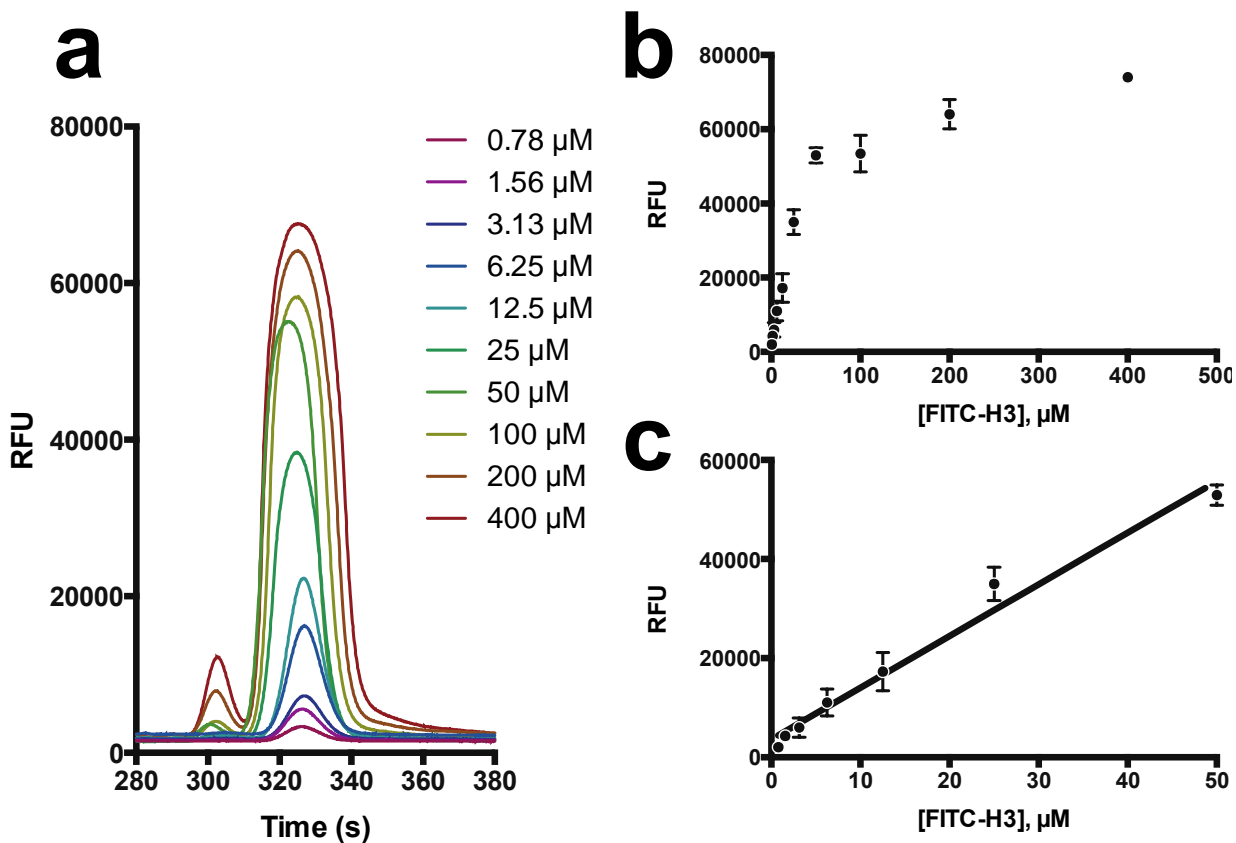 a
80000
60000
40000
20000
0
RFU
280
300
320
340
360
380
Time (s)
0.78 µM
1.56 µM
3.13 µM
6.25 µM
12.5 µM
25 µM
50 µM
100 µM
200 µM
400 µM
b
80000
60000
40000
20000
0
RFU
0
100
200
300
400
500
[FITC-H3], µM
c
60000
40000
20000
0
RFU
0
10
20
30
40
50
[FITC-H3], µM